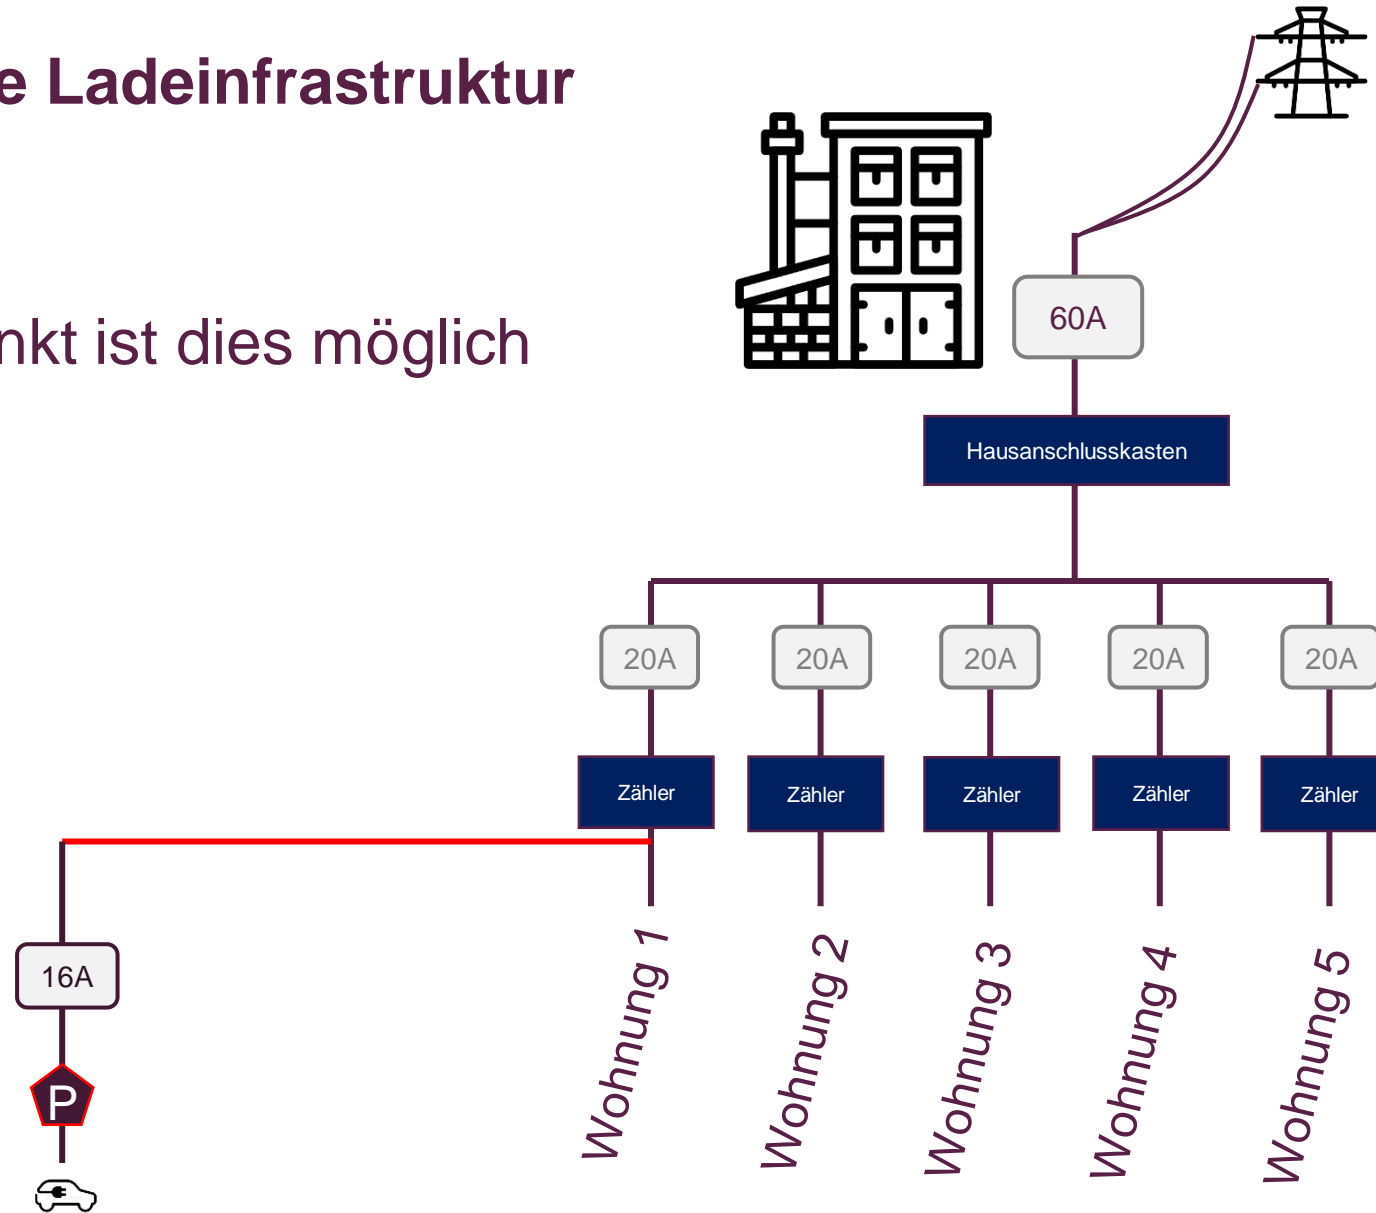 e Ladeinfrastruktur
nkt ist dies möglich
60A
Hausanschlusskasten
20A
20A
20A
20A
20A
Zähler
Zähler
Zähler
Zähler
Zähler
16A
P
Wohnung 1
Wohnung 2
Wohnung 3
Wohnung 4
Wohnung 5